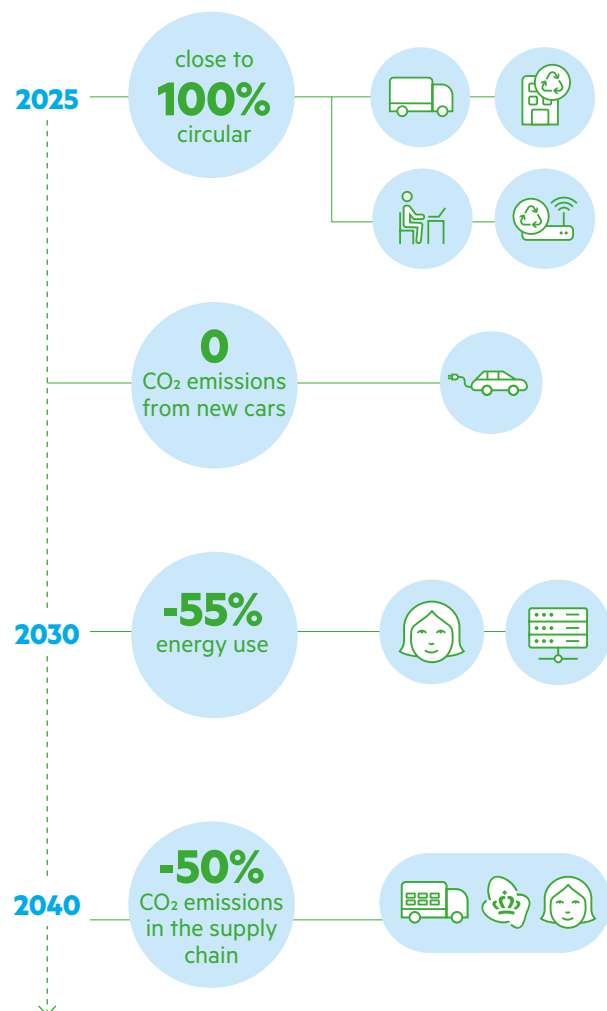 close to
2025
100%
circular
0
CO₂ emissions
from new cars
-55%
2030
energy use
-50%
2040
CO₂ emissions
in the supply
chain